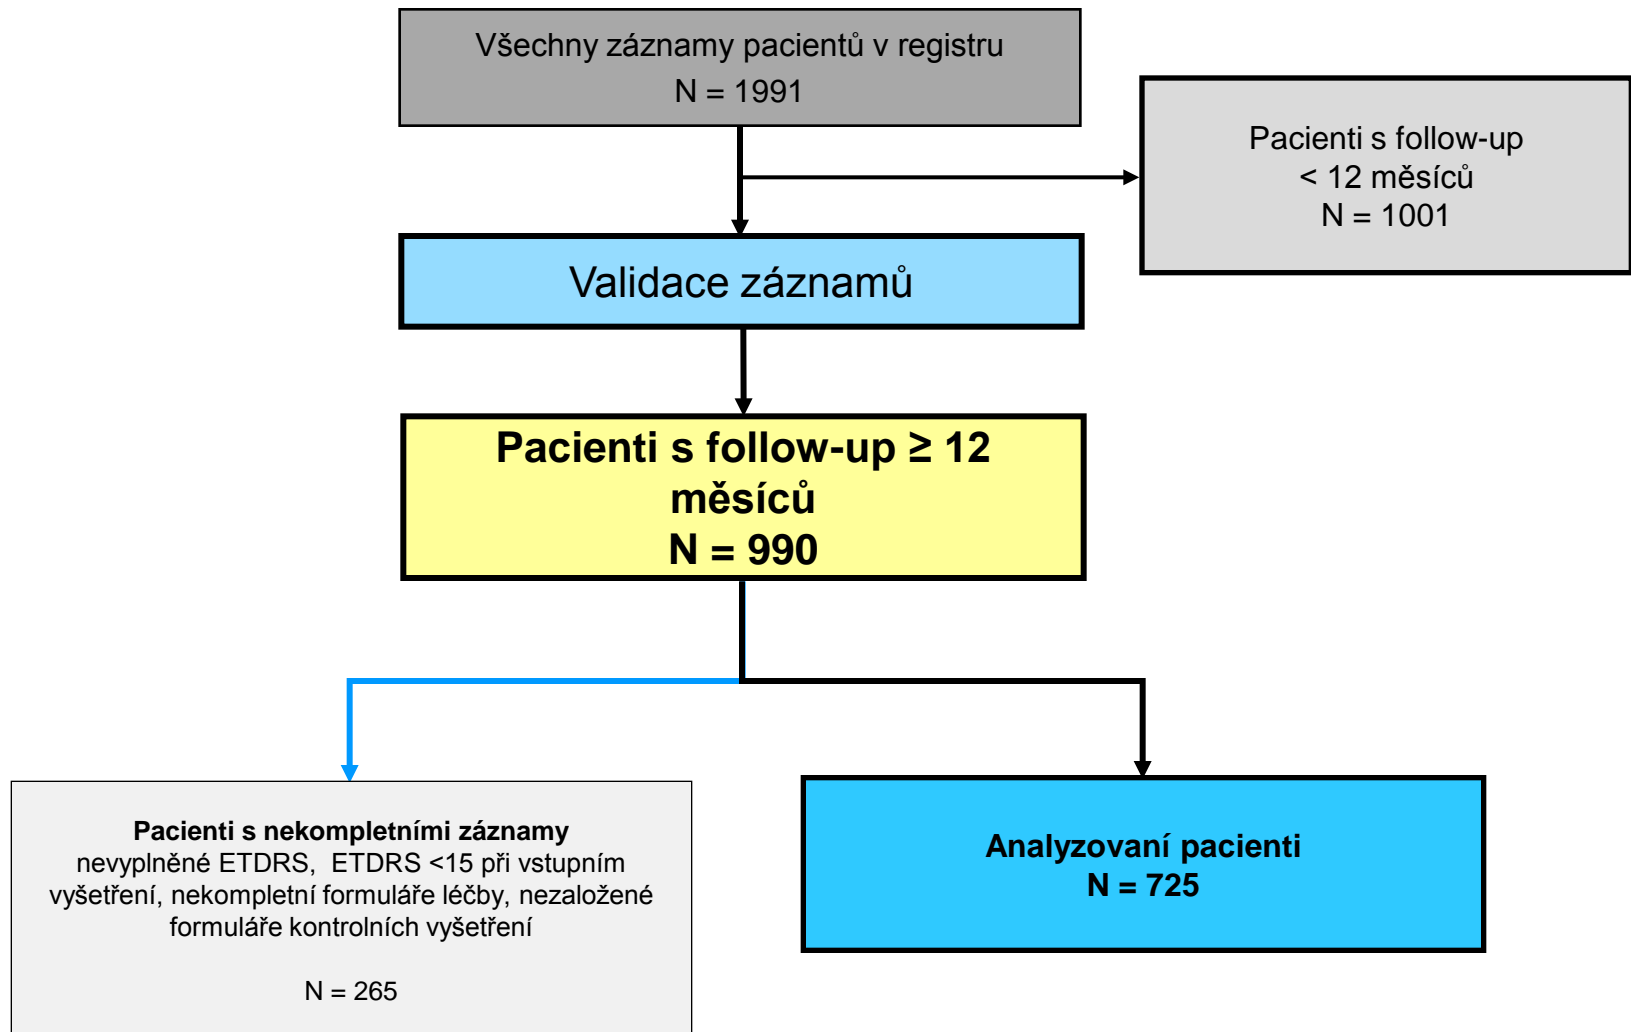 Všechny záznamy pacientů v registru
N = 1991
Pacienti s follow-up
< 12 měsíců
N = 1001
Validace záznamů
Pacienti s follow-up ≥ 12
měsíců
N = 990
Pacienti s nekompletními záznamy
nevyplněné ETDRS, ETDRS <15 při vstupním
vyšetření, nekompletní formuláře léčby, nezaložené
formuláře kontrolních vyšetření
N = 265
Analyzovaní pacienti
N = 725